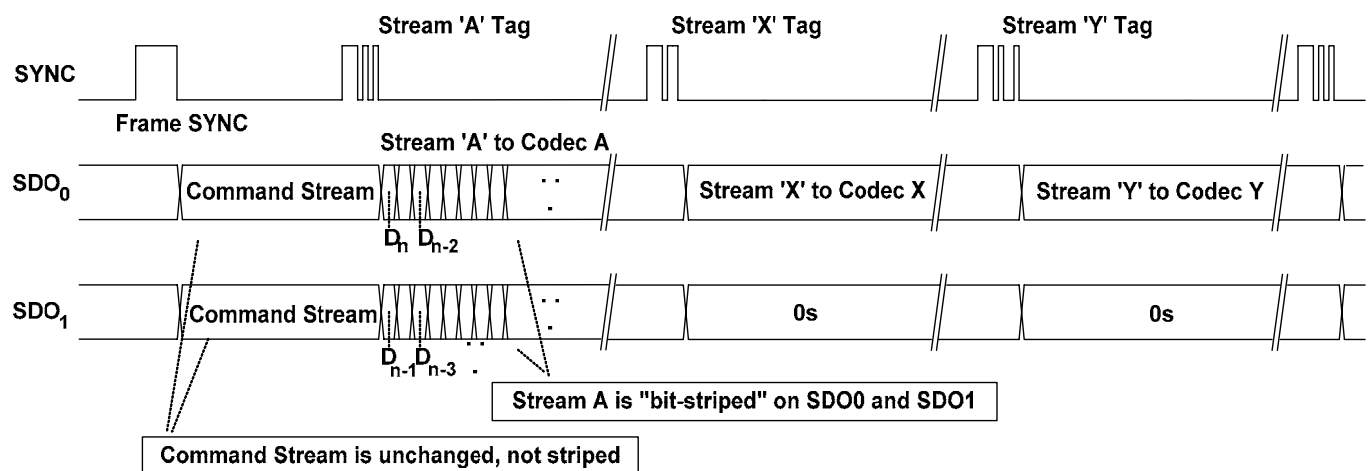 Stream 'A' Tag Stream 'X' Tag Stream 'Y' Tag
SYNC
Frame SYNC
Stream 'A' to Codec A
SDO0 Command Stream Stream 'X' to Codec X Stream 'Y' to Codec Y
Dn Dn-2
SDO1 Command Stream 0s 0s
Dn-1 Dn-3
Stream A is "bit-striped" on SDO0 and SDO1
Command Stream is unchanged, not striped